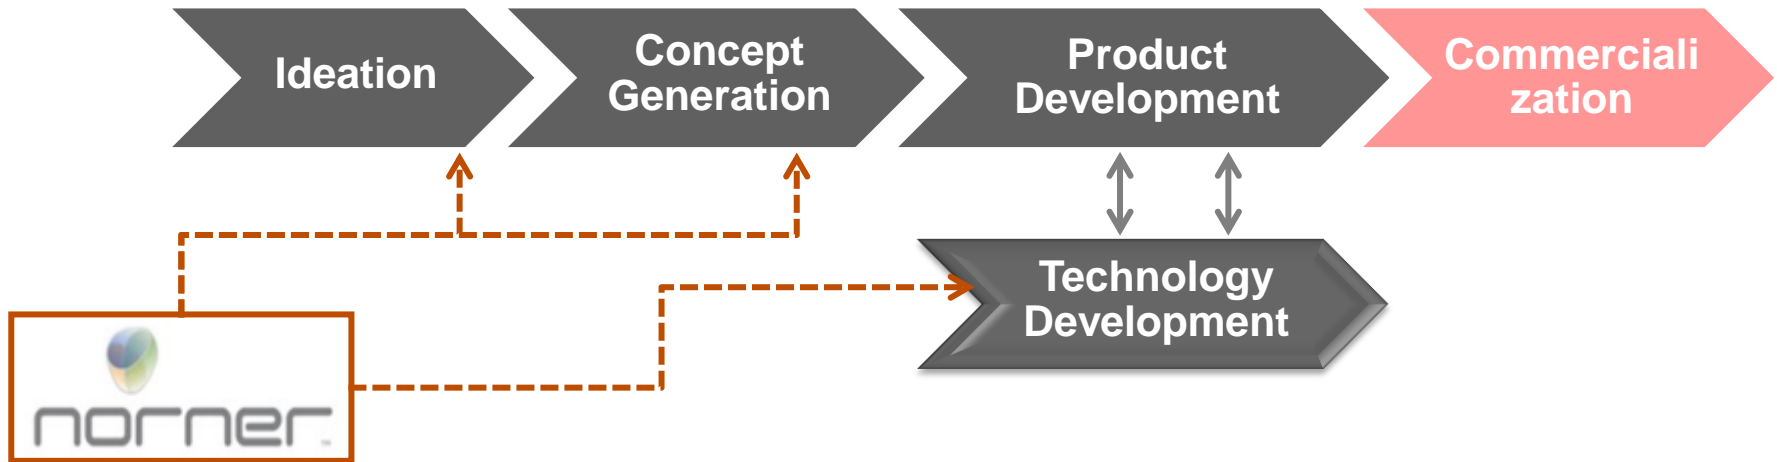 Ideation
Concept
Generation
Product
Development
Commerciali
zation
Technology
Development
norner